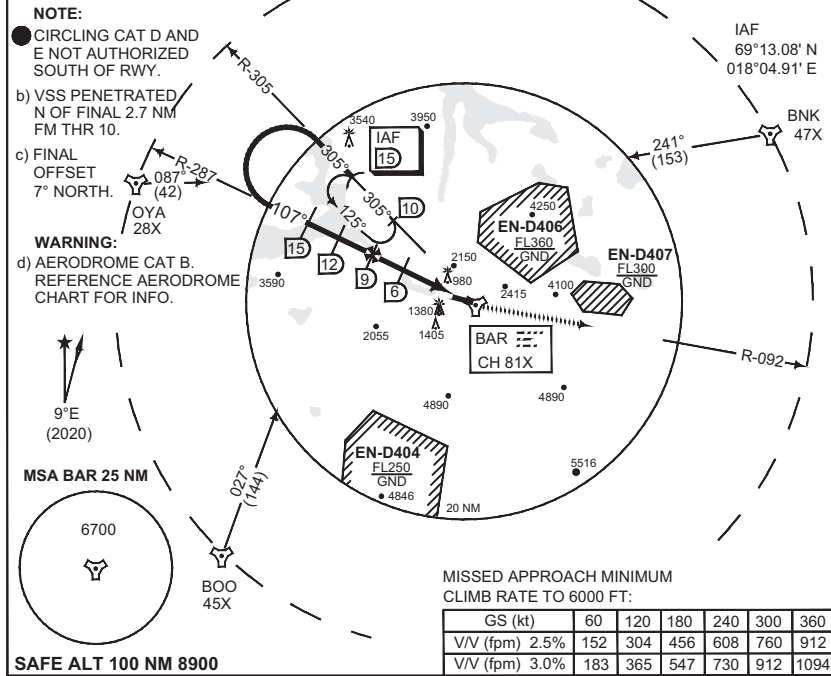 NOTE:
CIRCLING CAT D AND
E NOT AUTHORIZED
SOUTH OF RWY.
b) VSS PENETRATED
N OF FINAL 2.7 NM
FM THR 10.
c) FINAL
OFFSET
7° NORTH.
R-305
R-287
087°
(42)
OYA
28X
WARNING:
d) AERODROME CAT B.
REFERENCE AERODROME
CHART FOR INFO.
9°E
(2020)
IAF
69°13.08' N
018°04.91' E
BNK
47X
241°
(153)
3540
3950
IAF
15
305°
305°
10
125°
107°
15
12
9
6
3590
2150
980
1380
1405
2055
2415
4100
4250
EN-D406
FL360
GND
EN-D407
FL300
GND
BAR
CH 81X
R-092
4890
4890
5516
EN-D404
FL250
GND
4846
20 NM
027°
(144)
BOO
45X
MSA BAR 25 NM
6700
SAFE ALT 100 NM 8900
MISSED APPROACH MINIMUM
CLIMB RATE TO 6000 FT:
GS (kt) 60 120 180 240 300 360
V/V (fpm) 2.5% 152 304 456 608 760 912
V/V (fpm) 3.0% 183 365 547 730 912 1094